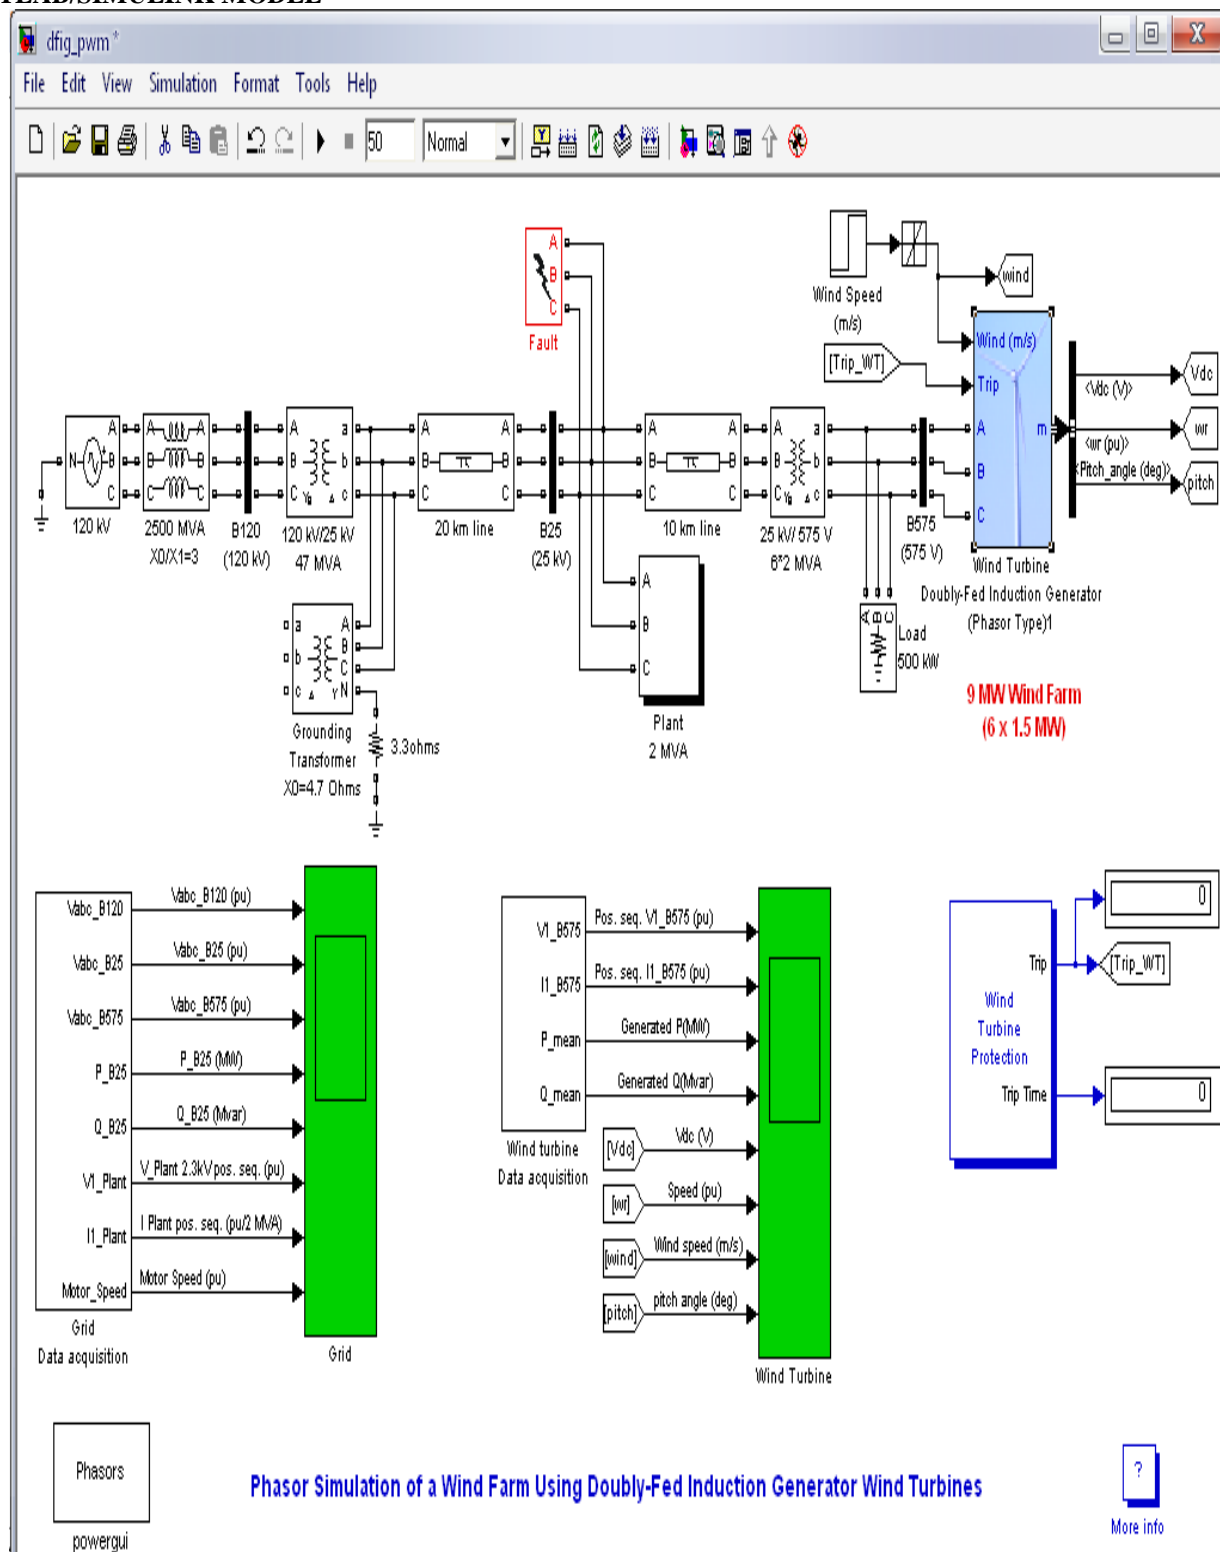 TLAB/SIMULINK MODEL
dfig_pwm *
File Edit View Simulation Format Tools Help
50 Normal
A
B
C
Fault
Wind Speed
(m/s)
wind
[Trip_WT]
Wind (m/s)
Trip
A
B
C
m
<Vdc (V)>
<wr (pu)>
<Pitch_angle (deg)>
Vdc
wr
pitch
N
A
B
C
120 kV
A A
B B
C C
2500 MVA
X0/X1=3
B120
(120 kV)
A a
B b
C c
Yg Δ
120 kV/25 kV
47 MVA
A A
B B
C C
20 km line
B25
(25 kV)
A A
B B
C C
10 km line
A a
B b
C c
Yg Δ
25 kV/ 575 V
6*2 MVA
B575
(575 V)
Wind Turbine
Doubly-Fed Induction Generator
(Phasor Type)1
A B C
Load
500 kW
9 MW Wind Farm
(6 x 1.5 MW)
a A
b B
c C
Δ Y N
Grounding
Transformer
X0=4.7 Ohms
3.3ohms
A
B
C
Plant
2 MVA
Vabc_B120 Vabc_B120 (pu)
Vabc_B25 Vabc_B25 (pu)
Vabc_B575 Vabc_B575 (pu)
P_B25 P_B25 (MW)
Q_B25 Q_B25 (Mvar)
V1_Plant V_Plant 2.3kV pos. seq. (pu)
I1_Plant I Plant pos. seq. (pu/2 MVA)
Motor_Speed Motor Speed (pu)
Grid
Data acquisition
Grid
V1_B575 Pos. seq. V1_B575 (pu)
I1_B575 Pos. seq. I1_B575 (pu)
P_mean Generated P(MW)
Q_mean Generated Q(Mvar)
Wind turbine
Data acquisition
[Vdc] Vdc (V)
[wr] Speed (pu)
[wind] Wind speed (m/s)
[pitch] pitch angle (deg)
Wind Turbine
Wind
Turbine
Protection
Trip
Trip Time
0
[Trip_WT]
0
Phasors
powergui
Phasor Simulation of a Wind Farm Using Doubly-Fed Induction Generator Wind Turbines
?
More info